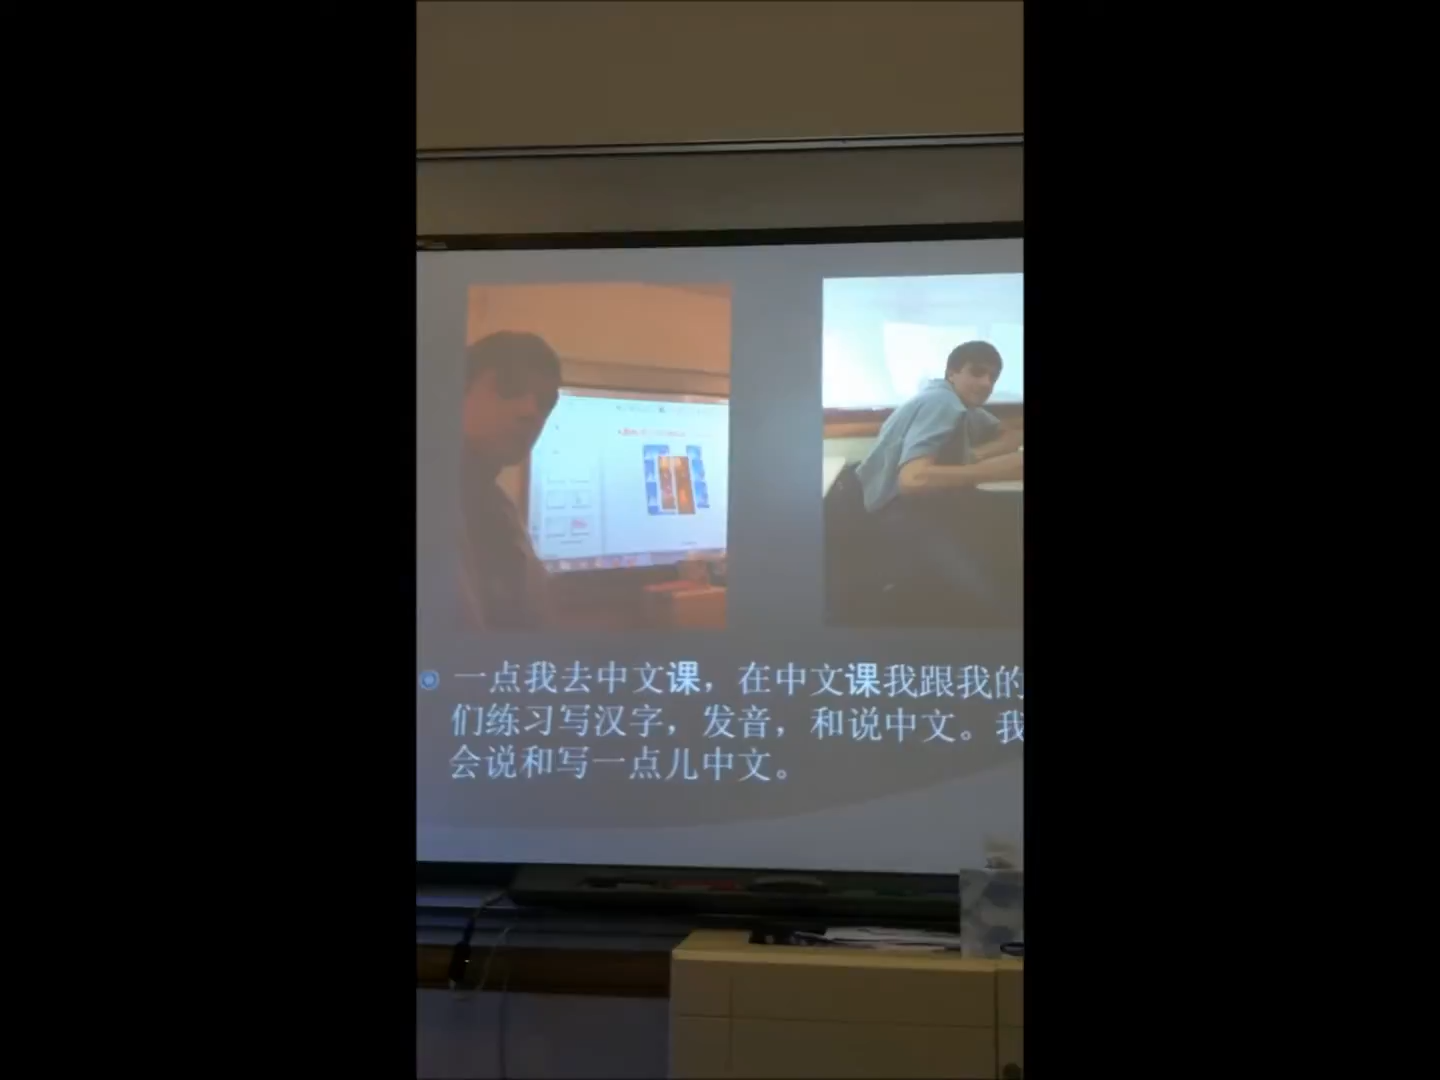 一点我去中文课，在中文课我跟我的
们练习写汉字，发音，和说中文。我
会说和写一点儿中文。